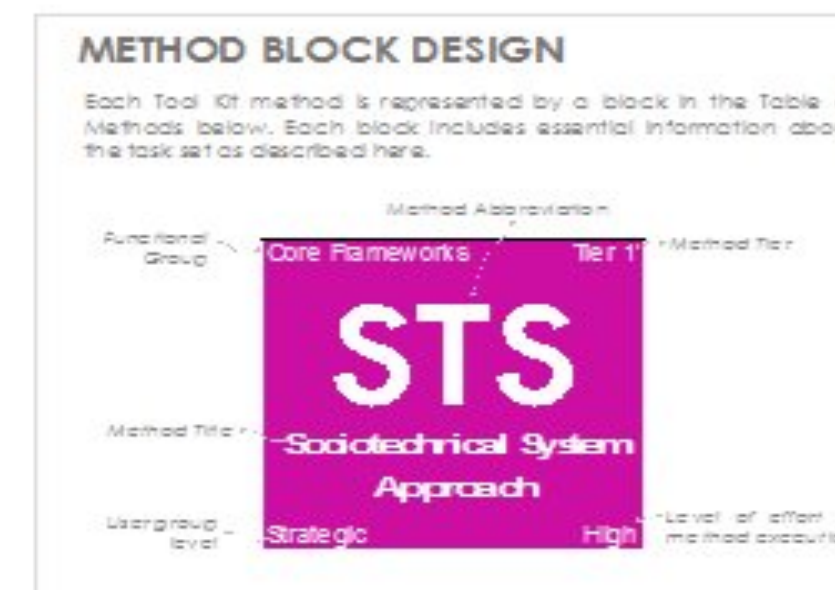 METHOD BLOCK DESIGN
Each Tool Kit method is represented by a block in the Table
Methods below. Each block includes essential information abo
the task set as described here.
Method Abbreviation
Functional
Group
Core Frameworks
Tier 1
Method Tier
STS
Method Title
Sociotechnical System
Approach
User group
level
Strategic
High
Level of effort
method executi